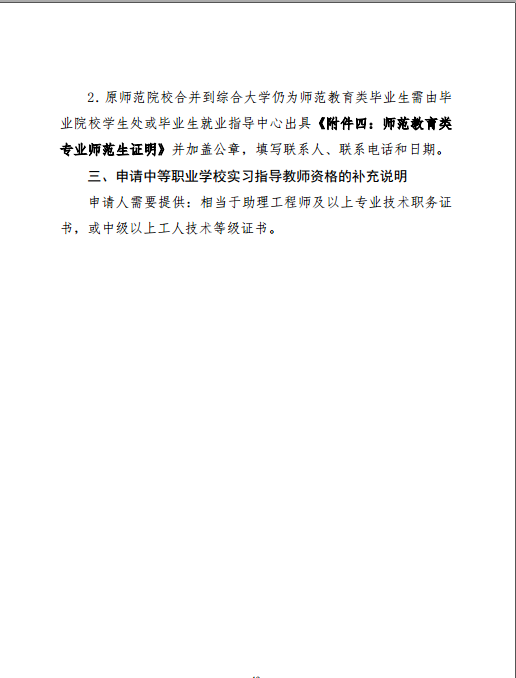 2. 原师范院校合并到综合大学仍为师范教育类毕业生需由毕
业院校学生处或毕业生就业指导中心出具《附件四：师范教育类
专业师范生证明》并加盖公章，填写联系人、联系电话和日期。
三、申请中等职业学校实习指导教师资格的补充说明
申请人需要提供：相当于助理工程师及以上专业技术职务证
书，或中级以上工人技术等级证书。